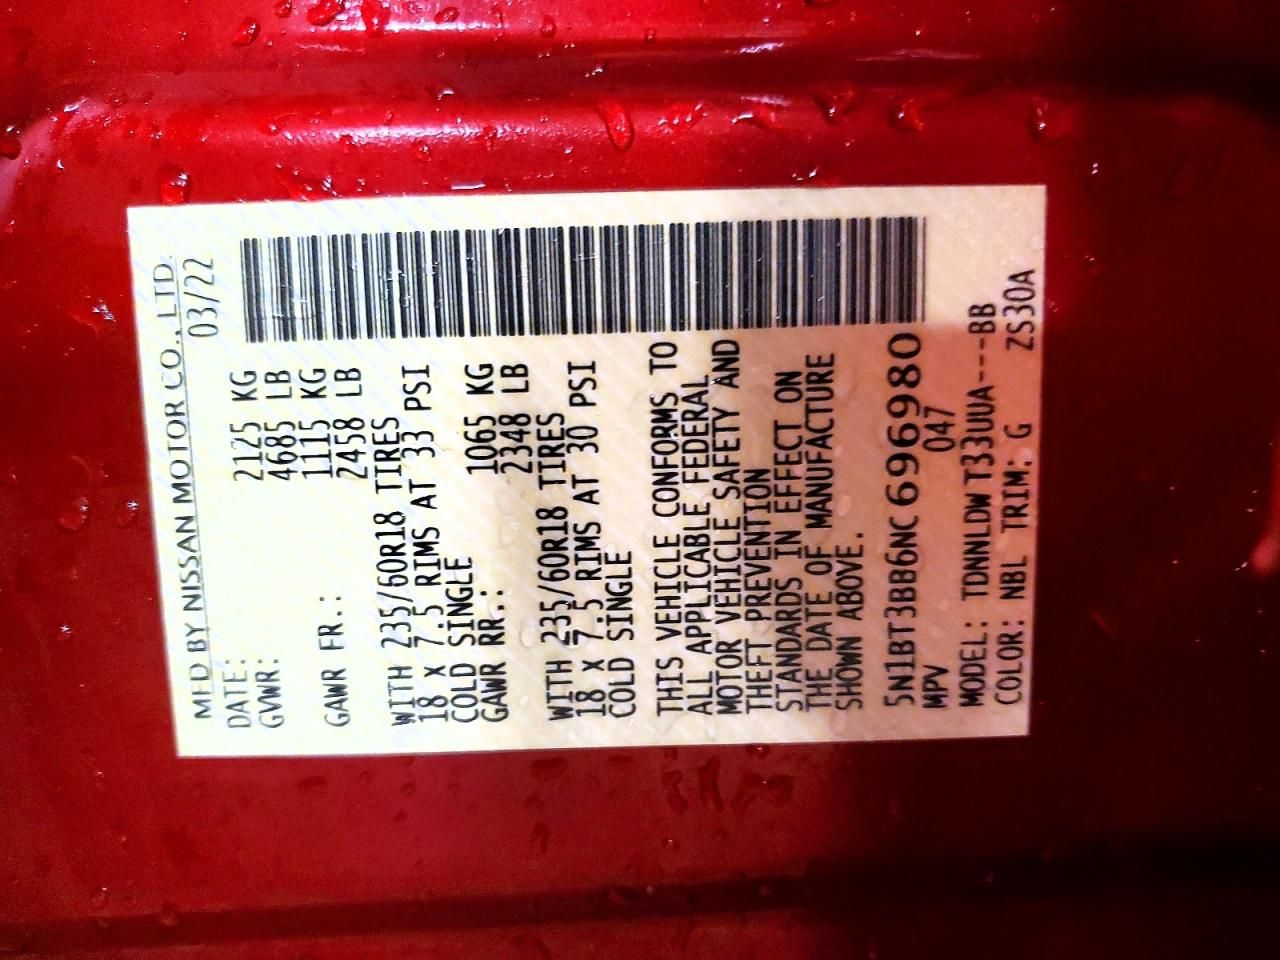 MFD BY NISSAN MOTOR CO., LTD.
DATE: 03/22
GVWR: 2125 KG
4685 LB
GAWR FR.: 1115 KG
2458 LB
WITH 235/60R18 TIRES
18 x 7.5 RIMS AT 33 PSI
COLD SINGLE
GAWR RR.: 1065 KG
2348 LB
WITH 235/60R18 TIRES
18 x 7.5 RIMS AT 30 PSI
COLD SINGLE
THIS VEHICLE CONFORMS TO
ALL APPLICABLE FEDERAL
MOTOR VEHICLE SAFETY AND
THEFT PREVENTION
STANDARDS IN EFFECT ON
THE DATE OF MANUFACTURE
SHOWN ABOVE.
5N1BT3BB6NC696980
MPV 047
MODEL: TDNNLDWT33UUA---BB
COLOR: NBL TRIM: G ZS30A